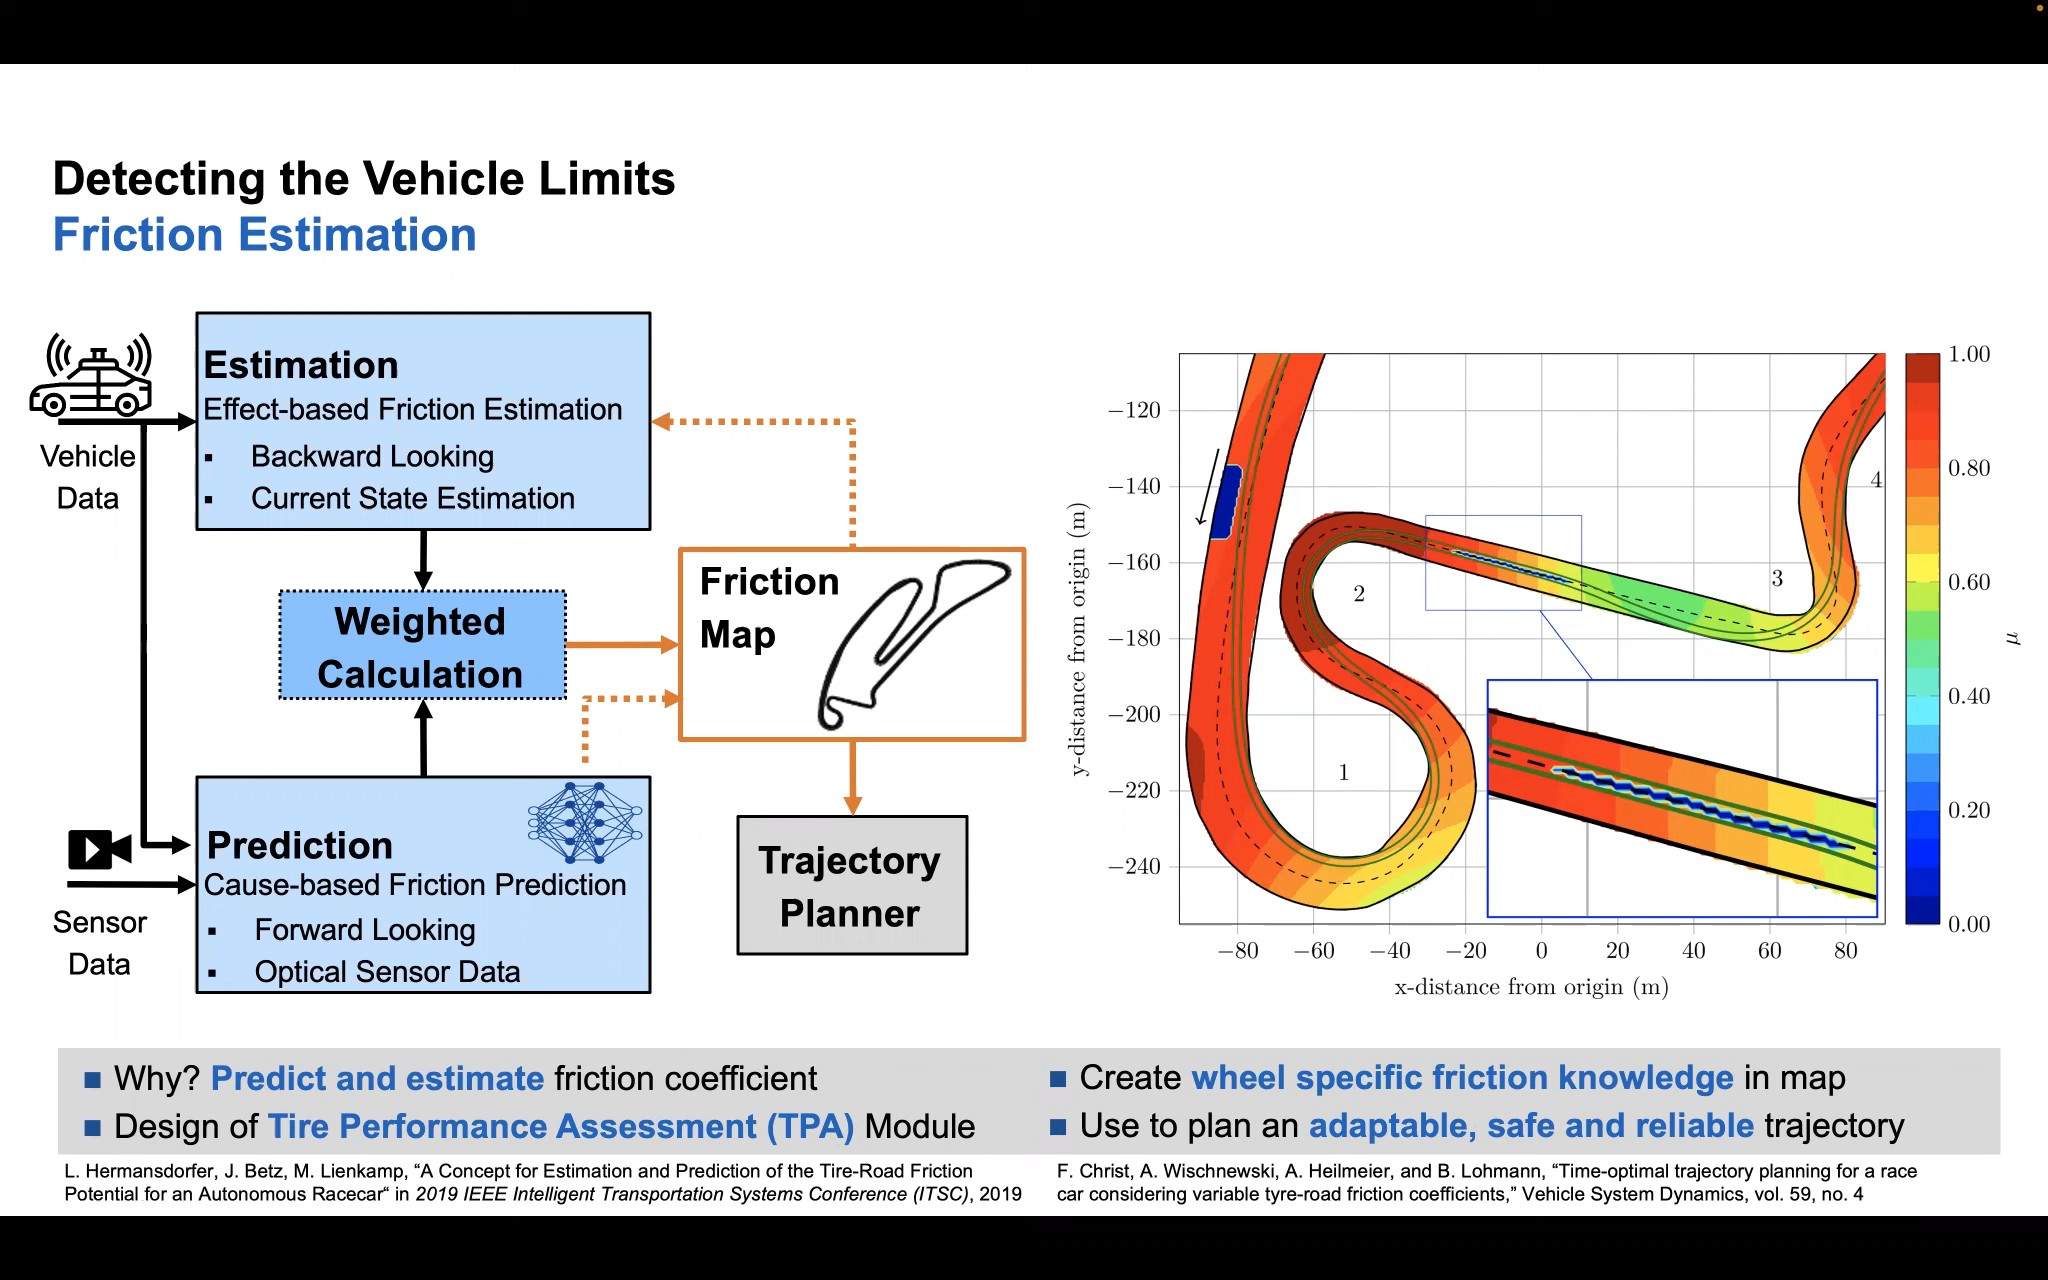 Detecting the Vehicle Limits
Friction Estimation
Vehicle
Data
Estimation
Effect-based Friction Estimation
▪ Backward Looking
▪ Current State Estimation
Weighted
Calculation
Friction
Map
Sensor
Data
Prediction
Cause-based Friction Prediction
▪ Forward Looking
▪ Optical Sensor Data
Trajectory
Planner
y-distance from origin (m)
−120
−140
−160
−180
−200
−220
−240
1
2
3
4
−80 −60 −40 −20 0 20 40 60 80
x-distance from origin (m)
1.00
0.80
0.60
0.40
0.20
0.00
μ
■ Why? Predict and estimate friction coefficient
■ Design of Tire Performance Assessment (TPA) Module
■ Create wheel specific friction knowledge in map
■ Use to plan an adaptable, safe and reliable trajectory
L. Hermansdorfer, J. Betz, M. Lienkamp, “A Concept for Estimation and Prediction of the Tire-Road Friction
Potential for an Autonomous Racecar“ in 2019 IEEE Intelligent Transportation Systems Conference (ITSC), 2019
F. Christ, A. Wischnewski, A. Heilmeier, and B. Lohmann, “Time-optimal trajectory planning for a race
car considering variable tyre-road friction coefficients,” Vehicle System Dynamics, vol. 59, no. 4